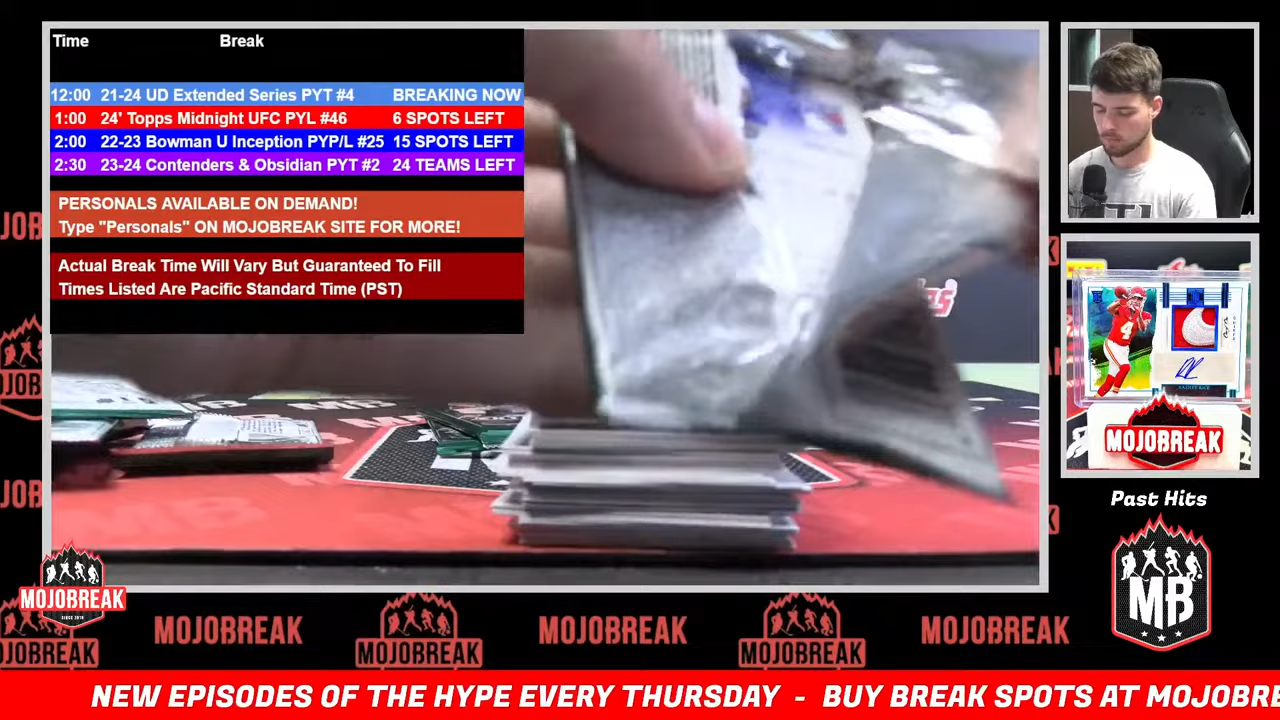 Time Break
12:00 21-24 UD Extended Series PYT #4 BREAKING NOW
1:00 24' Topps Midnight UFC PYL #46 6 SPOTS LEFT
2:00 22-23 Bowman U Inception PYP/L #25 15 SPOTS LEFT
2:30 23-24 Contenders & Obsidian PYT #2 24 TEAMS LEFT
PERSONALS AVAILABLE ON DEMAND!
Type "Personals" ON MOJOBREAK SITE FOR MORE!
Actual Break Time Will Vary But Guaranteed To Fill
Times Listed Are Pacific Standard Time (PST)
MOJOBREAK
Past Hits
MB
MOJOBREAK
MOJOBREAK
MOJOBREAK
MOJOBREAK
MOJOBREAK
MOJOBREAK
MOJOBREAK
NEW EPISODES OF THE HYPE EVERY THURSDAY - BUY BREAK SPOTS AT MOJOBRE